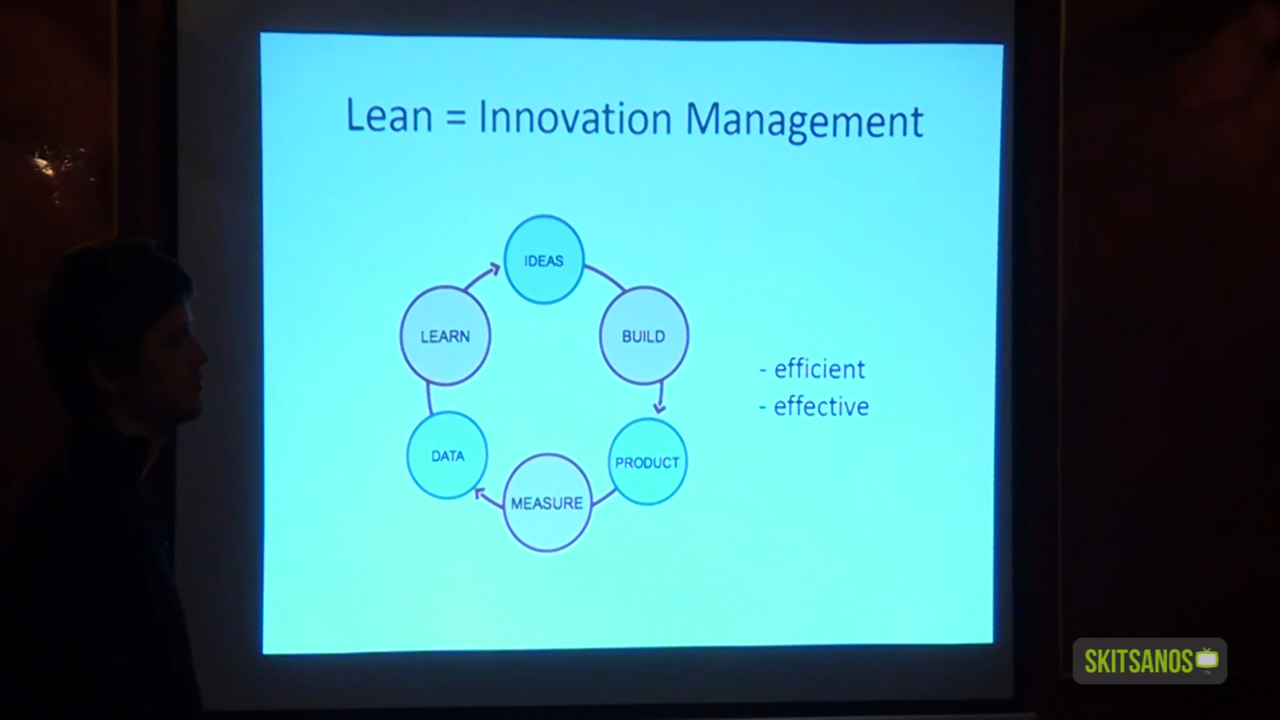 Lean = Innovation Management
IDEAS
LEARN
BUILD
- efficient
- effective
DATA
PRODUCT
MEASURE
SKITSANOS